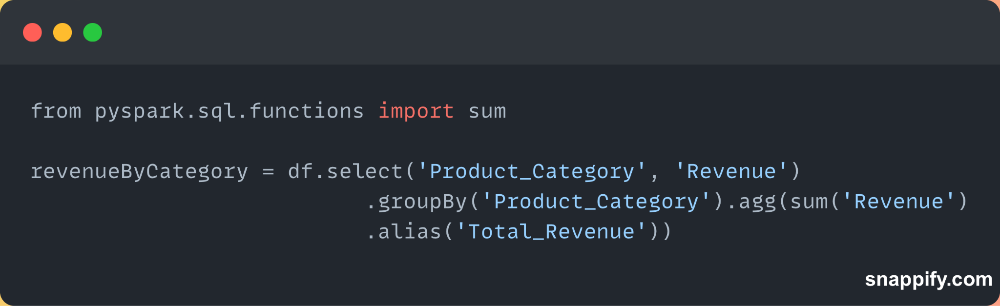 from pyspark.sql.functions import sum
revenueByCategory = df.select('Product_Category', 'Revenue')
.groupBy('Product_Category').agg(sum('Revenue')
.alias('Total_Revenue'))
snappify.com